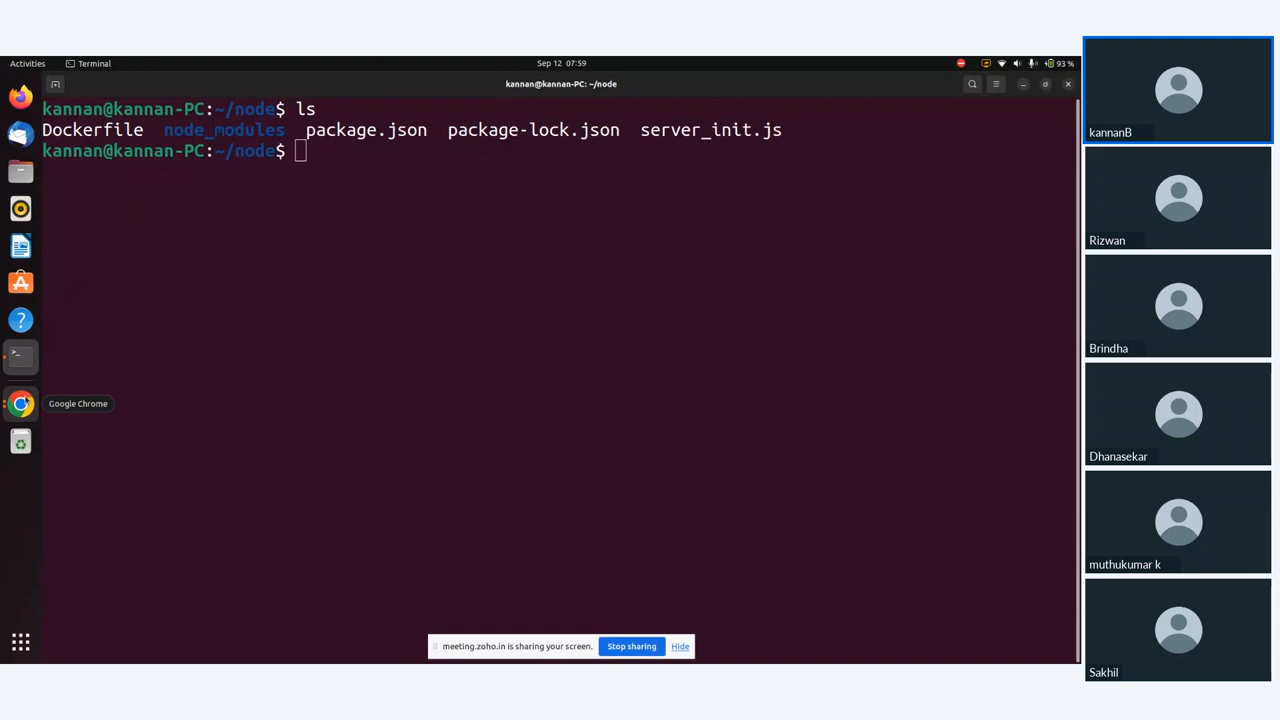 Activities
Terminal
Sep 12 07:59
93 %
kannan@kannan-PC: ~/node
kannan@kannan-PC:~/node$ ls
Dockerfile node_modules package.json package-lock.json server_init.js
kannan@kannan-PC:~/node$
Google Chrome
meeting.zoho.in is sharing your screen.
Stop sharing
Hide
kannanB
Rizwan
Brindha
Dhanasekar
muthukumar k
Sakhil